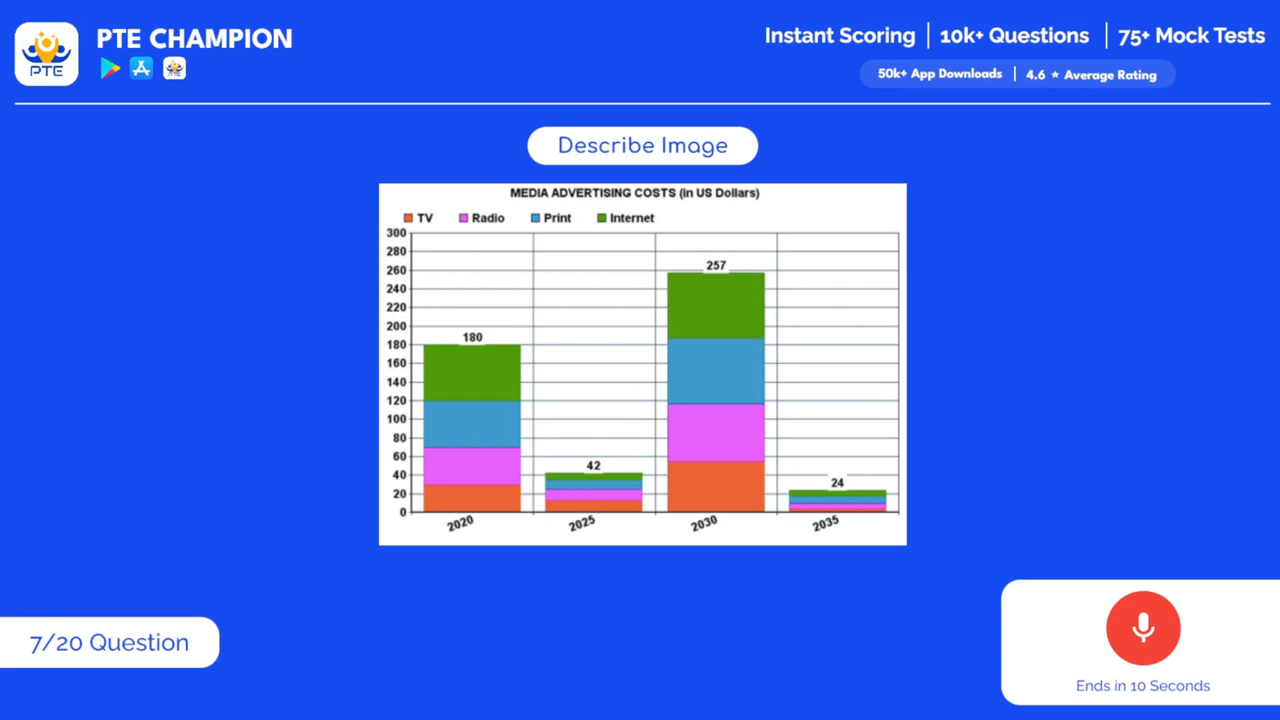 PTE CHAMPION
PTE
Instant Scoring | 10k+ Questions | 75+ Mock Tests
50k+ App Downloads | 4.6 ★ Average Rating
Describe Image
MEDIA ADVERTISING COSTS (in US Dollars)
TV Radio Print Internet
300
280
260
240
220
200
180
160
140
120
100
80
60
40
20
0
180
42
257
24
2020 2025 2030 2035
7/20 Question
Ends in 10 Seconds